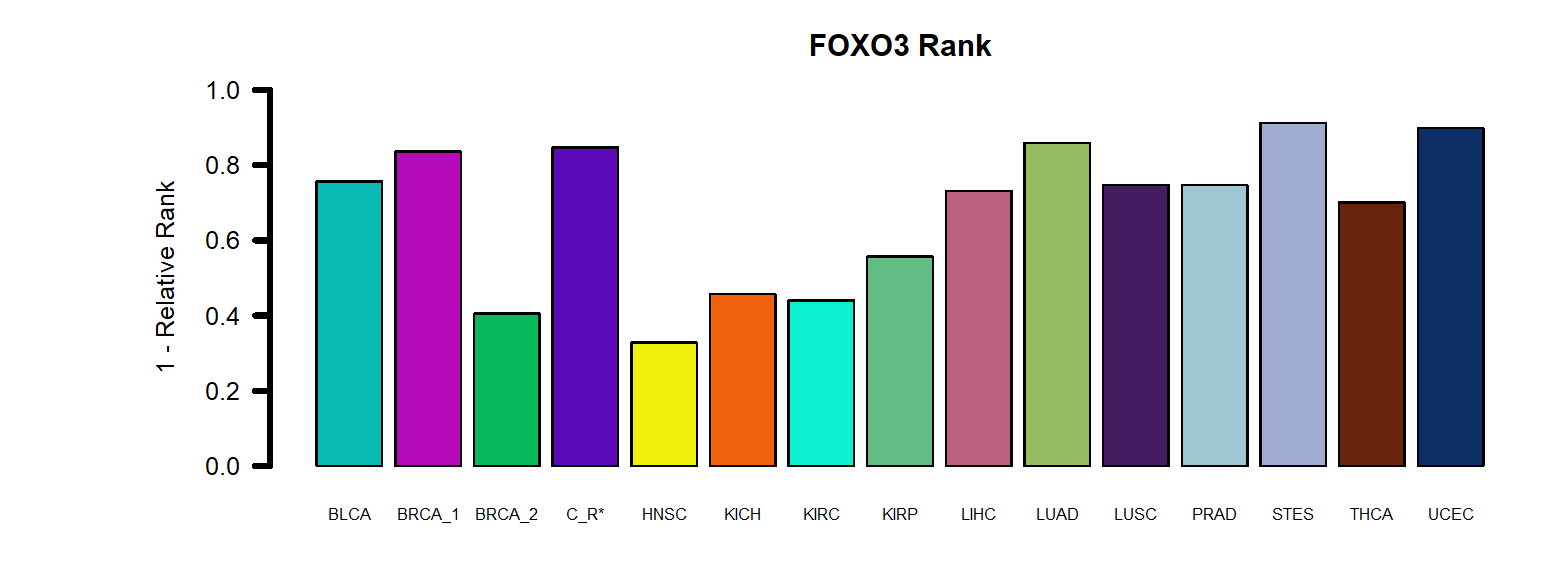 FOXO3 Rank
1.0
0.8
0.6
0.4
0.2
0.0
1 - Relative Rank
BLCA BRCA_1 BRCA_2 C_R* HNSC KICH KIRC KIRP LIHC LUAD LUSC PRAD STES THCA UCEC